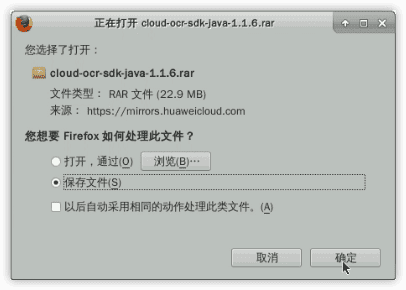 正在打开 cloud-ocr-sdk-java-1.1.6.rar
您选择了打开：
cloud-ocr-sdk-java-1.1.6.rar
文件类型： RAR 文件 (22.9 MB)
来源： https://mirrors.huaweicloud.com
您想要 Firefox 如何处理此文件？
打开，通过(O) 浏览(B)…
保存文件(S)
以后自动采用相同的动作处理此类文件。(A)
取消 确定